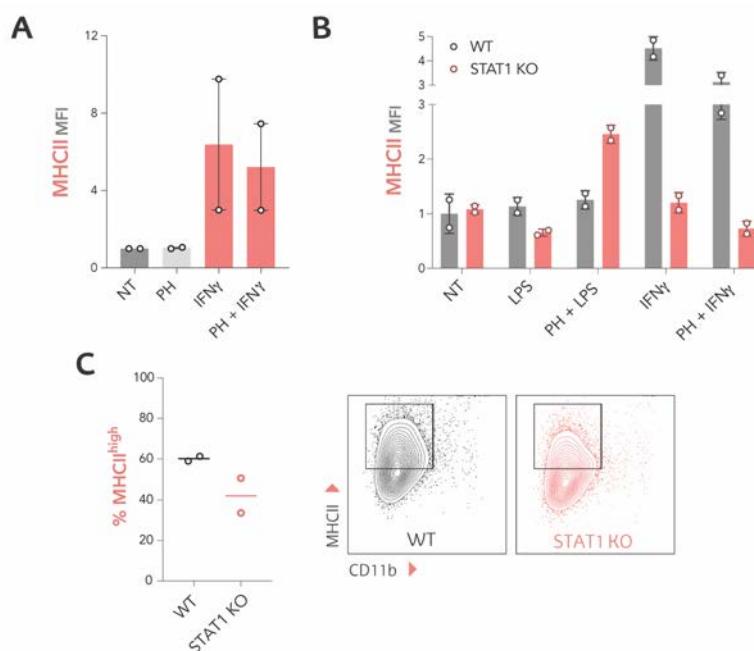 A
MHCII MFI
12
8
4
0
NT
PH
IFNγ
PH + IFNγ
B
WT
STAT1 KO
MHCII MFI
5
4
3
3
2
1
0
NT
LPS
PH + LPS
IFNγ
PH + IFNγ
C
% MHCIIhigh
100
80
60
40
20
0
WT
STAT1 KO
MHCII
CD11b
WT
STAT1 KO